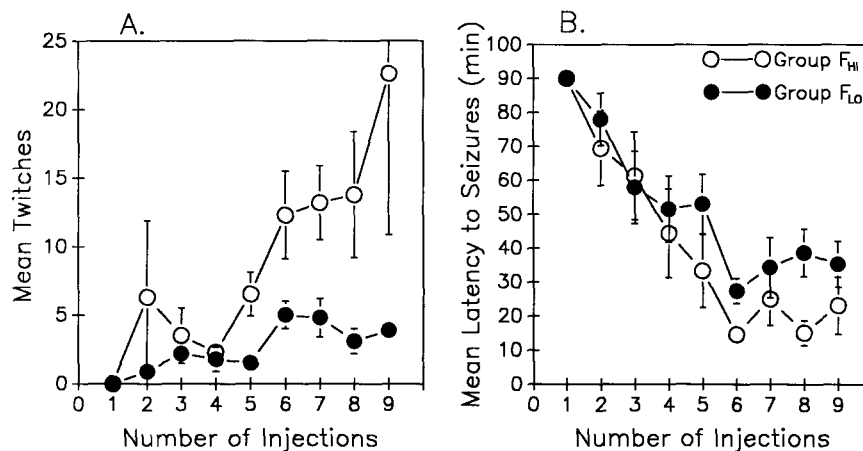 A.
25
20
15
10
5
0
0 1 2 3 4 5 6 7 8 9
Number of Injections
Mean Twitches
B.
100
90
80
70
60
50
40
30
20
10
0
0 1 2 3 4 5 6 7 8 9
Number of Injections
Mean Latency to Seizures (min)
Group F_HI
Group F_LO